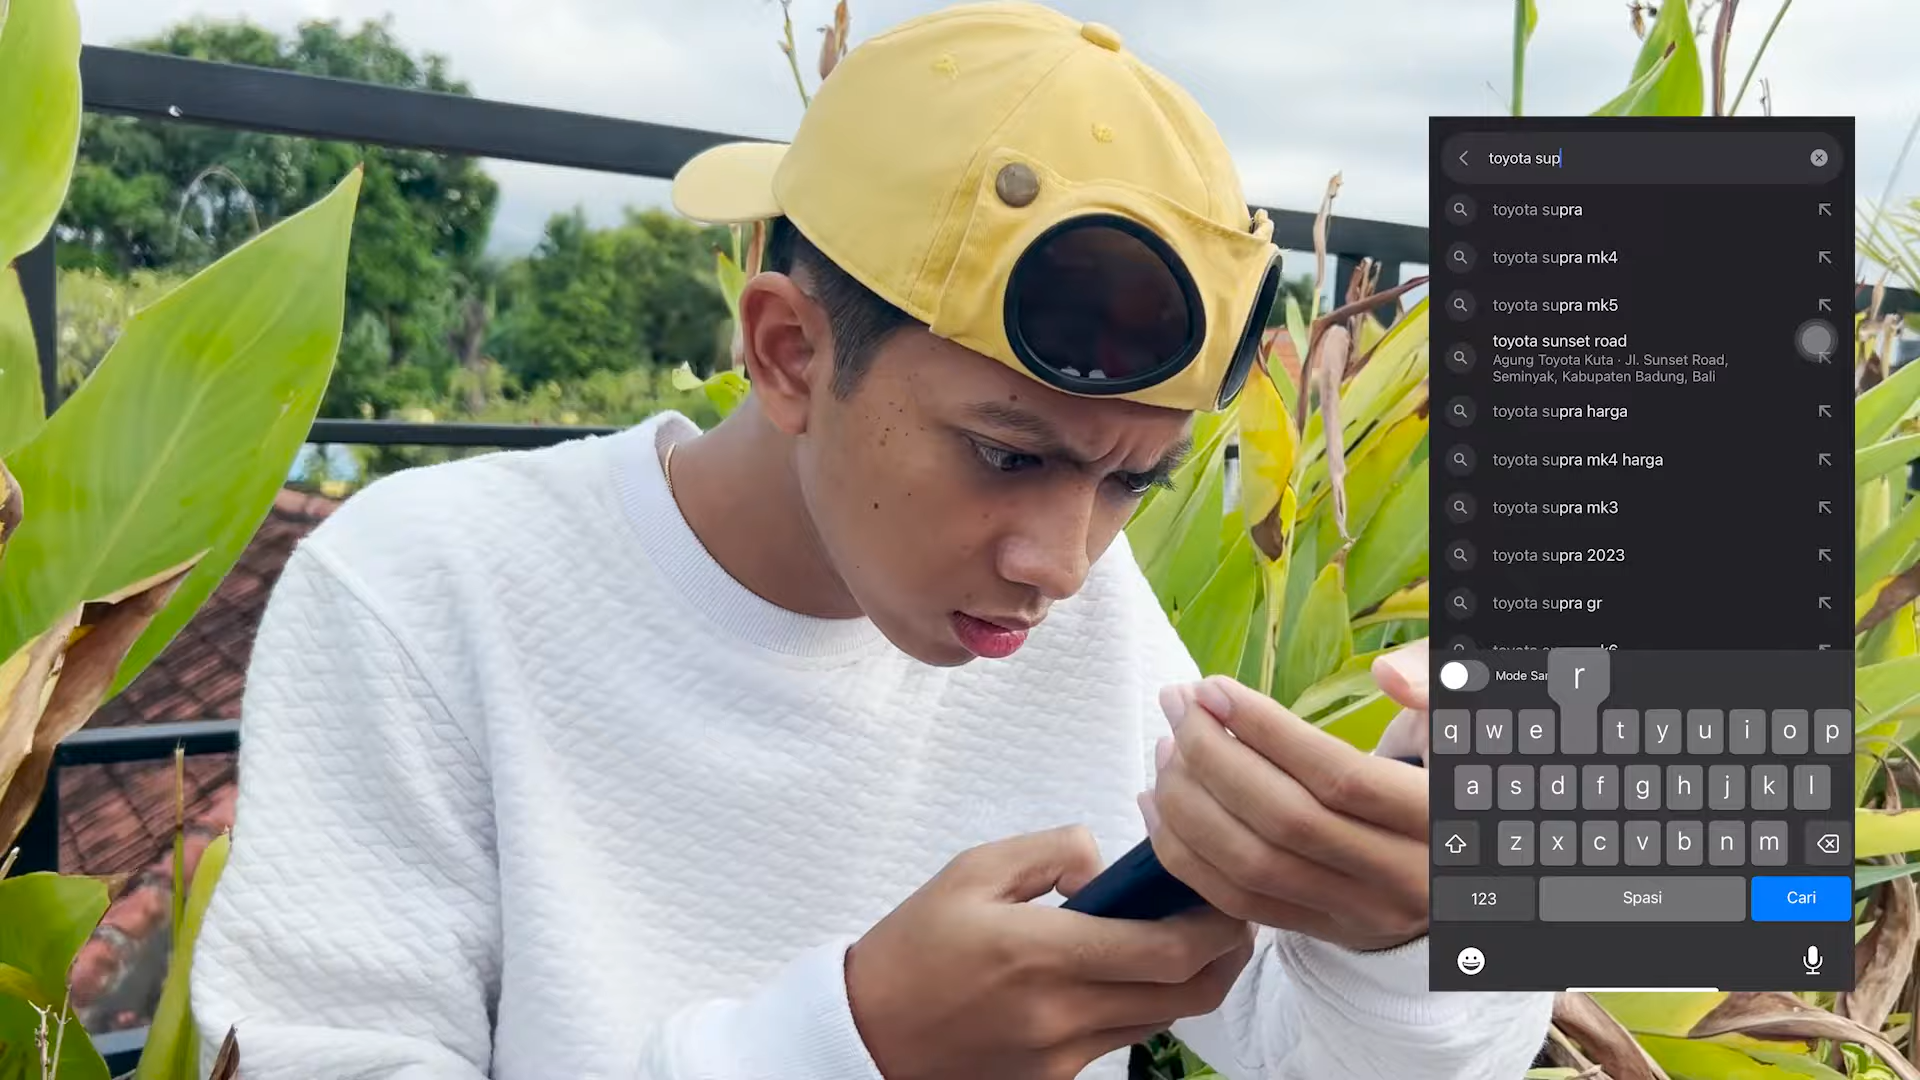 toyota sup
toyota supra
toyota supra mk4
toyota supra mk5
toyota sunset road
Agung Toyota Kuta · Jl. Sunset Road,
Seminyak, Kabupaten Badung, Bali
toyota supra harga
toyota supra mk4 harga
toyota supra mk3
toyota supra 2023
toyota supra gr
Mode
r
q w e t y u i o p
a s d f g h j k l
z x c v b n m
123 Spasi Cari